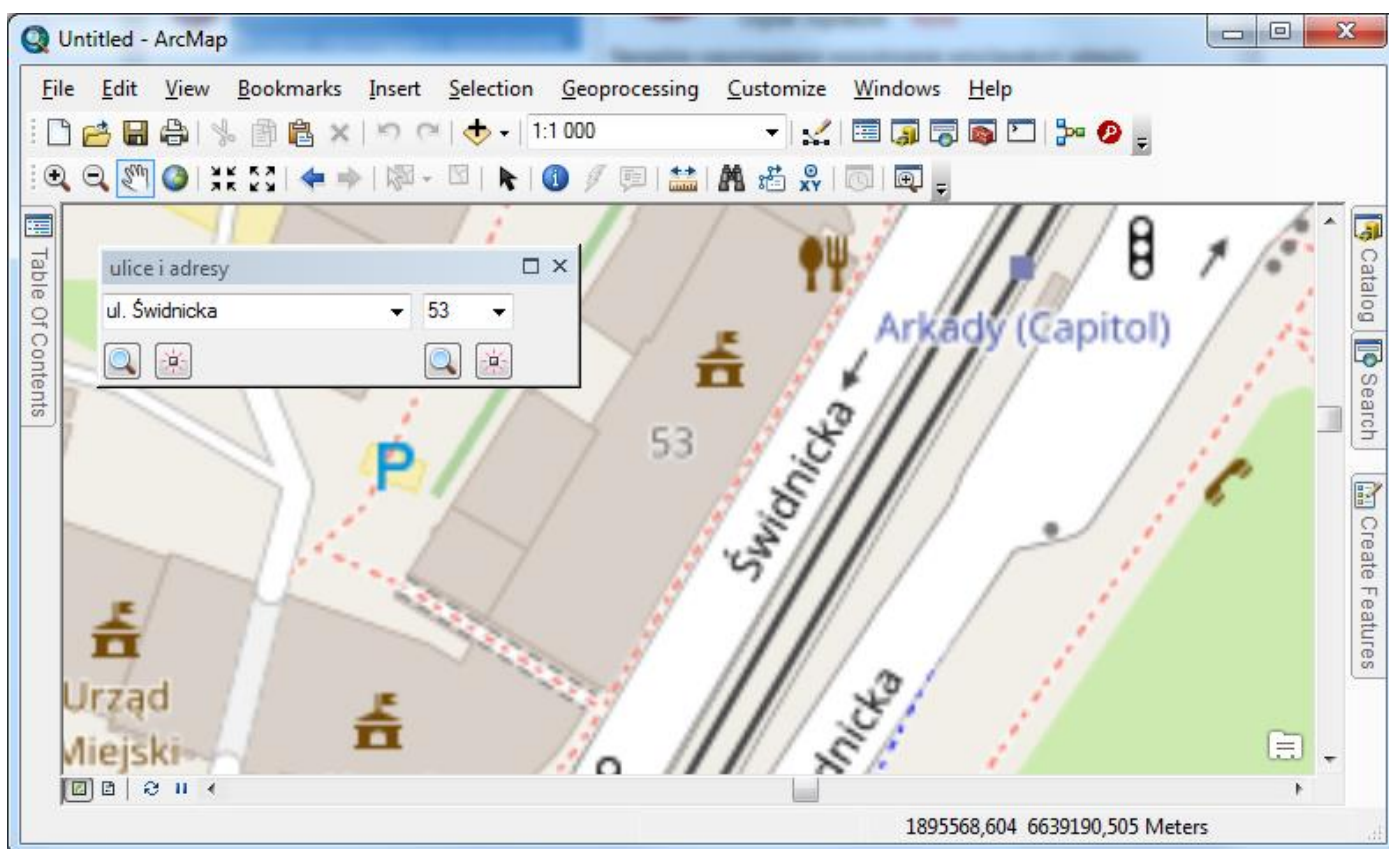 Untitled - ArcMap
File Edit View Bookmarks Insert Selection Geoprocessing Customize Windows Help
1:1 000
Table Of Contents
ulice i adresy
ul. Świdnicka 53
Arkady (Capitol)
53
Świdnicka
P
Urząd
Miejski
dnicka
Catalog
Search
Create Features
1895568,604 6639190,505 Meters